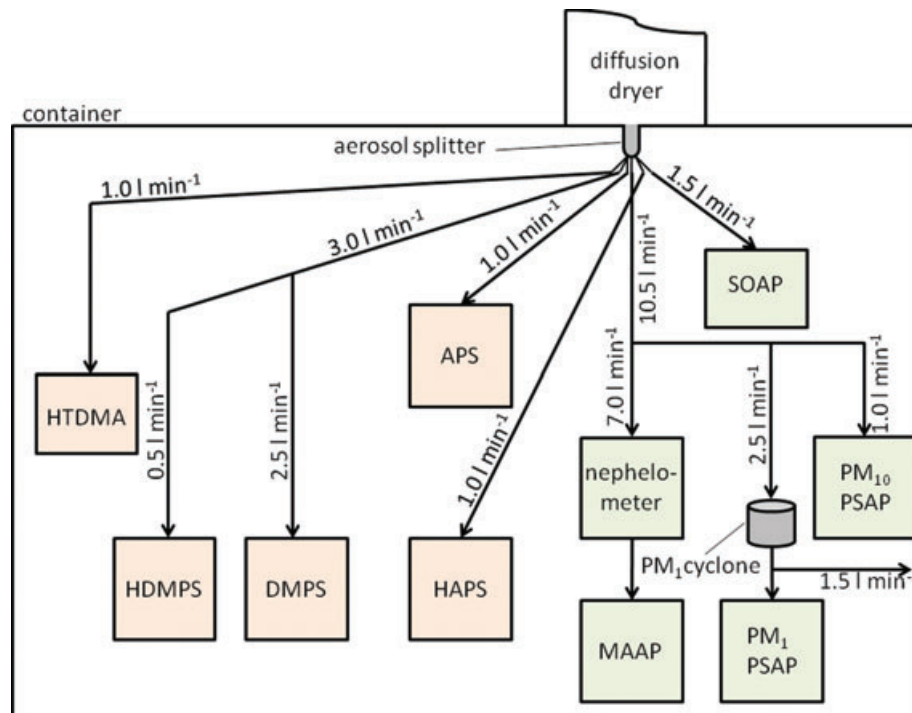 diffusion
dryer
container
aerosol splitter
1.0 l min⁻¹
3.0 l min⁻¹
1.0 l min⁻¹
10.5 l min⁻¹
1.5 l min⁻¹
SOAP
APS
HTDMA
0.5 l min⁻¹
2.5 l min⁻¹
1.0 l min⁻¹
7.0 l min⁻¹
2.5 l min⁻¹
1.0 l min⁻¹
nephelo-
meter
PM₁₀
PSAP
PM₁cyclone
1.5 l min⁻
HDMPS
DMPS
HAPS
MAAP
PM₁
PSAP